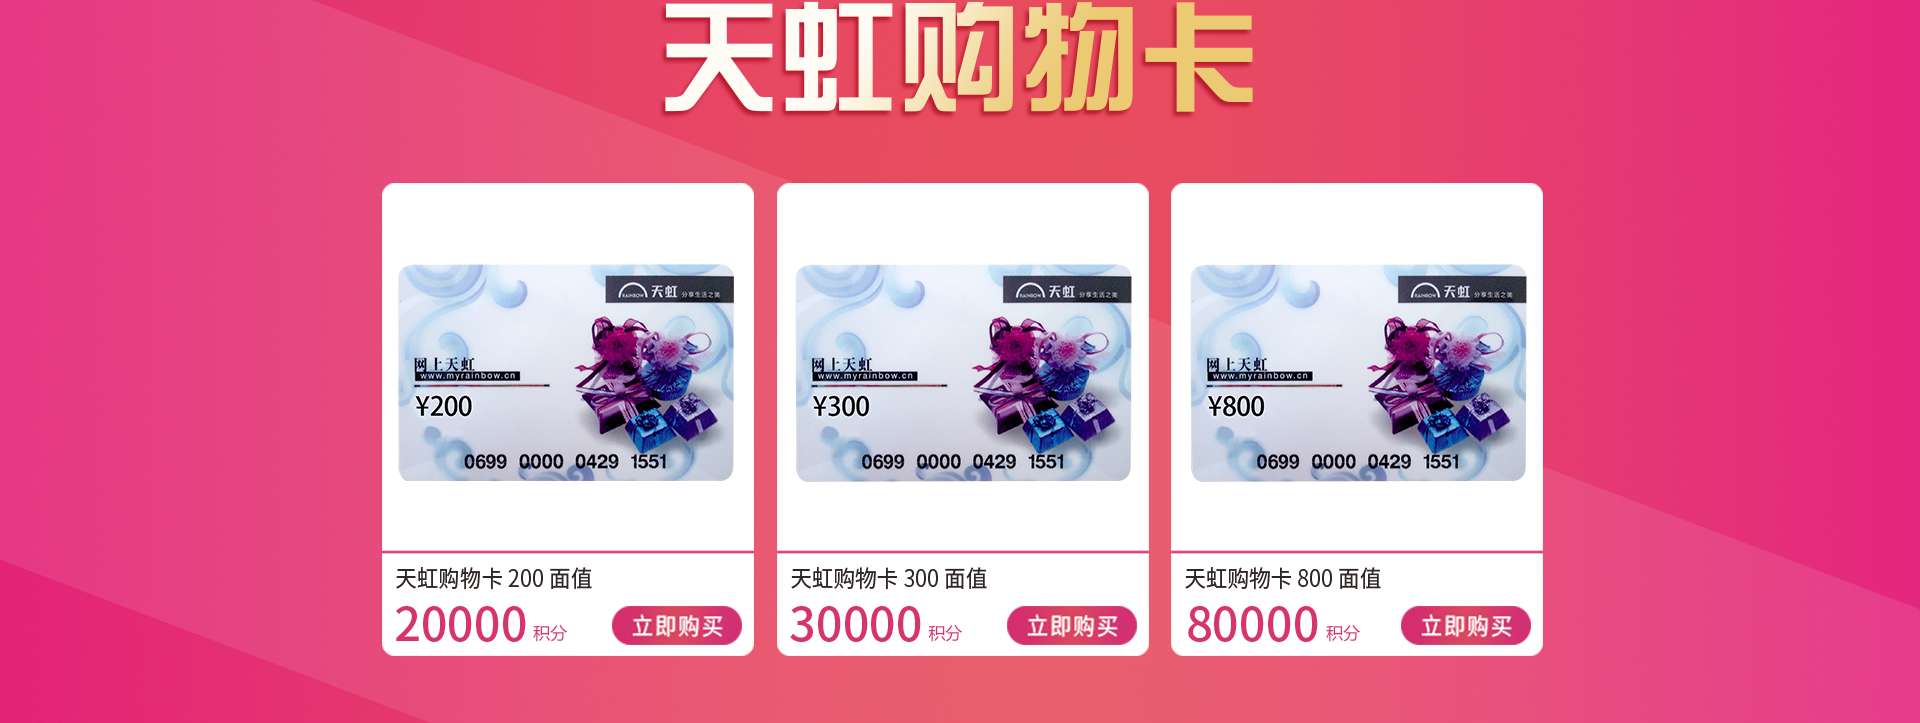 天虹购物卡
RAINBOW 天虹 分享生活之美
网上天虹
www.myrainbow.cn
¥200
0699 0000 0429 1551
天虹购物卡 200 面值
20000 积分
立即购买
RAINBOW 天虹 分享生活之美
网上天虹
www.myrainbow.cn
¥300
0699 0000 0429 1551
天虹购物卡 300 面值
30000 积分
立即购买
RAINBOW 天虹 分享生活之美
网上天虹
www.myrainbow.cn
¥800
0699 0000 0429 1551
天虹购物卡 800 面值
80000 积分
立即购买